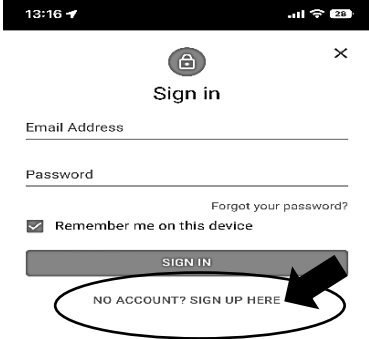 13:16
28
Sign in
Email Address
Password
Forgot your password?
Remember me on this device
SIGN IN
NO ACCOUNT? SIGN UP HERE